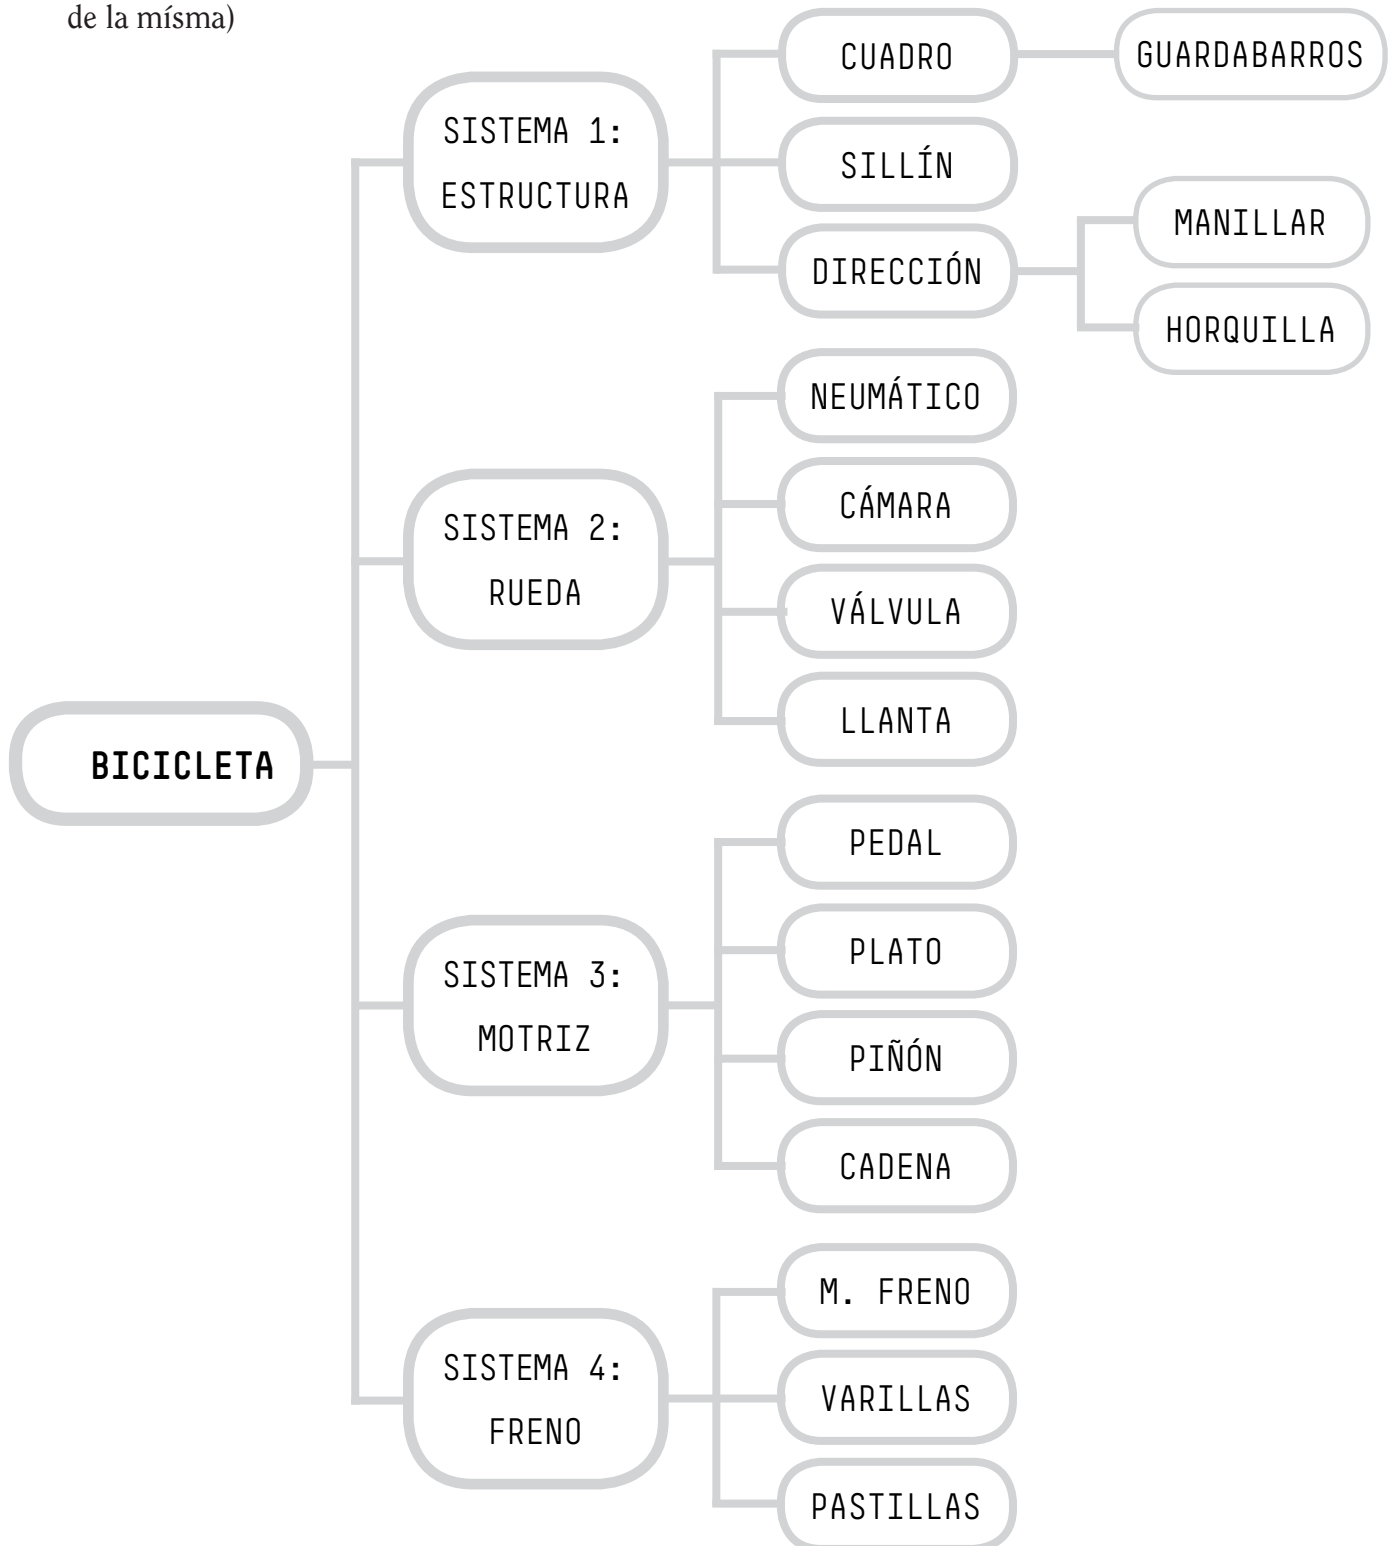 de la mísma)
CUADRO
GUARDABARROS
SISTEMA 1:
ESTRUCTURA
SILLÍN
DIRECCIÓN
MANILLAR
HORQUILLA
NEUMÁTICO
SISTEMA 2:
RUEDA
CÁMARA
VÁLVULA
LLANTA
BICICLETA
PEDAL
SISTEMA 3:
MOTRIZ
PLATO
PIÑÓN
CADENA
M. FRENO
SISTEMA 4:
FRENO
VARILLAS
PASTILLAS